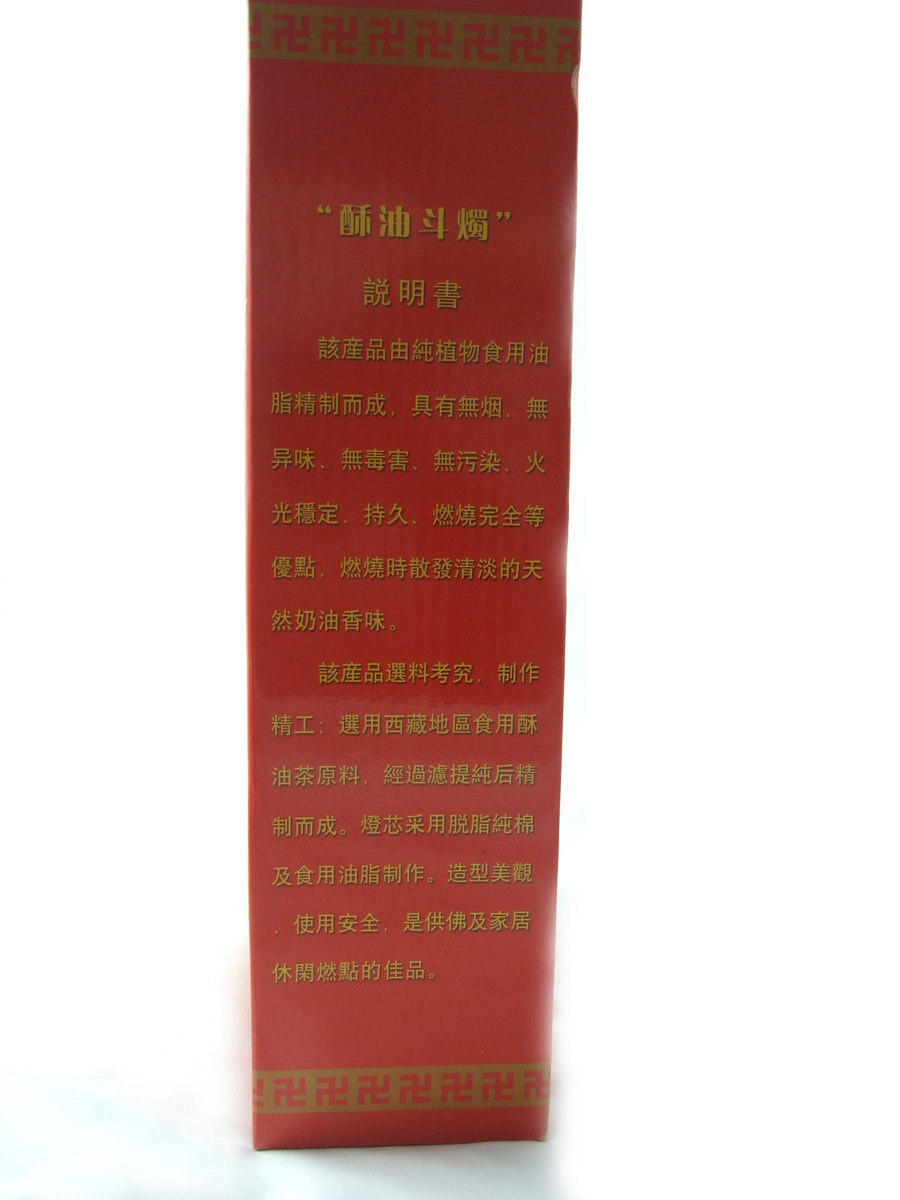 “酥油斗燭”
説明書
該産品由純植物食用油
脂精制而成，具有無烟、無
异味、無毒害、無污染、火
光穩定、持久、燃燒完全等
優點，燃燒時散發清淡的天
然奶油香味。
該産品選料考究，制作
精工；選用西藏地區食用酥
油茶原料，經過濾提純后精
制而成。燈芯采用脱脂純棉
及食用油脂制作。造型美觀
，使用安全，是供佛及家居
休閑燃點的佳品。